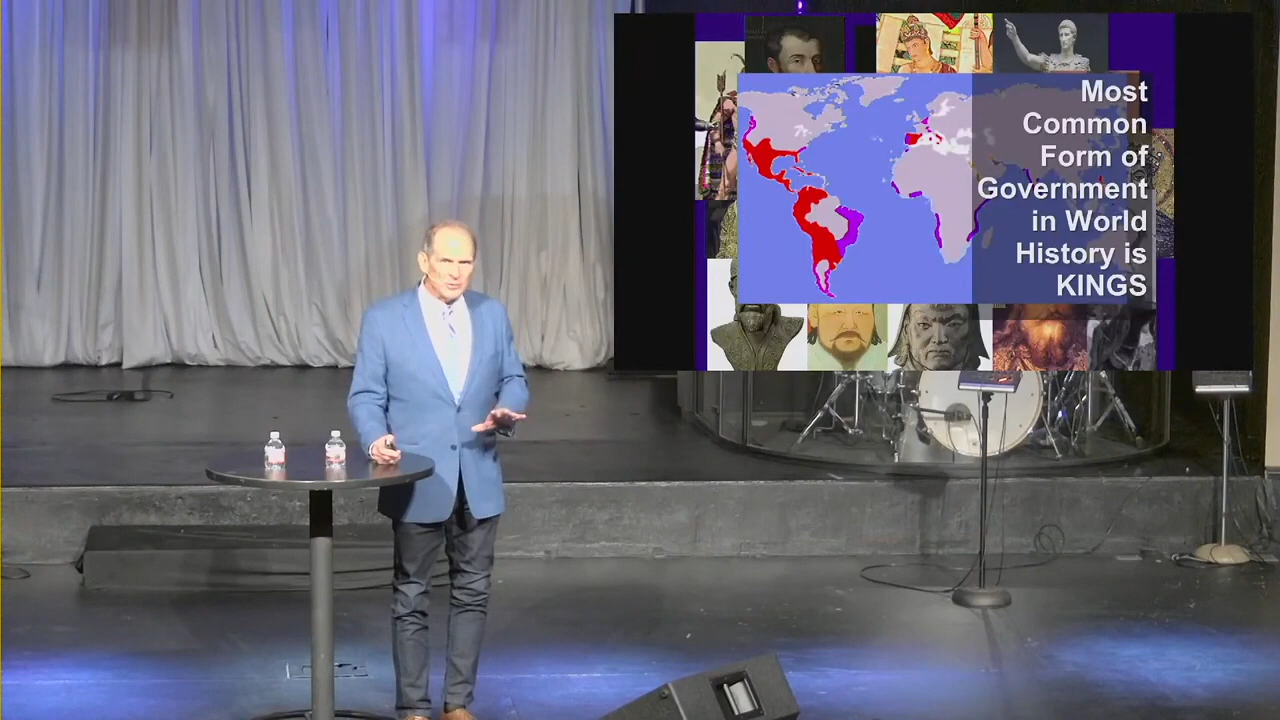 Most
Common
Form of
Government
in World
History is
KINGS